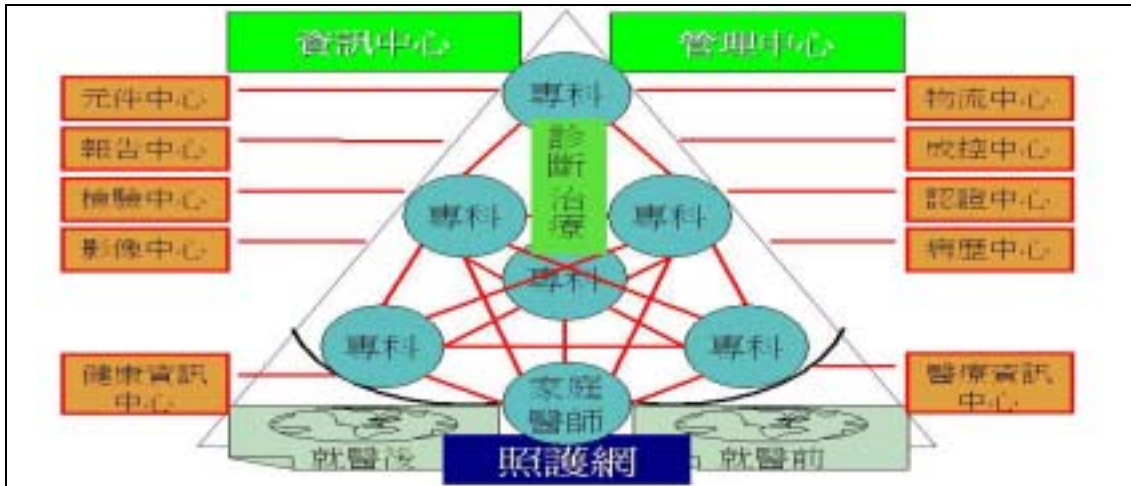 資訊中心
管理中心
元件中心
報告中心
檢驗中心
影像中心
健康資訊
中心
專科
診
斷
治
療
專科
專科
專科
專科
專科
家庭
醫師
物流中心
成控中心
認證中心
病歷中心
醫療資訊
中心
就醫後
照護網
就醫前